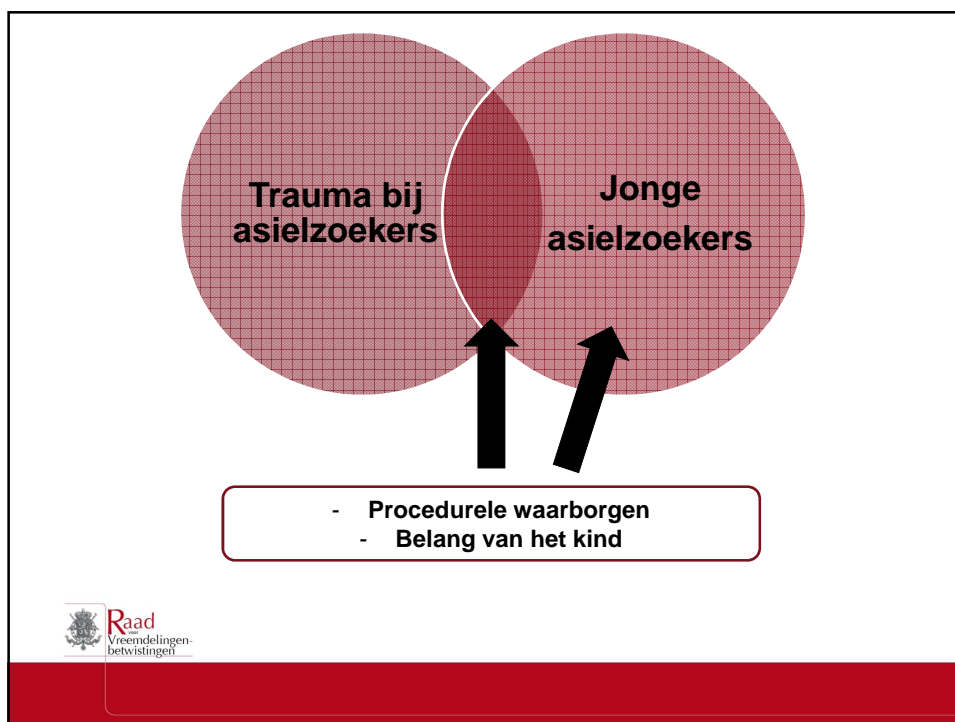 Trauma bij
asielzoekers
Jonge
asielzoekers
- Procedurele waarborgen
- Belang van het kind
Raad
voor
Vreemdelingen-
betwistingen